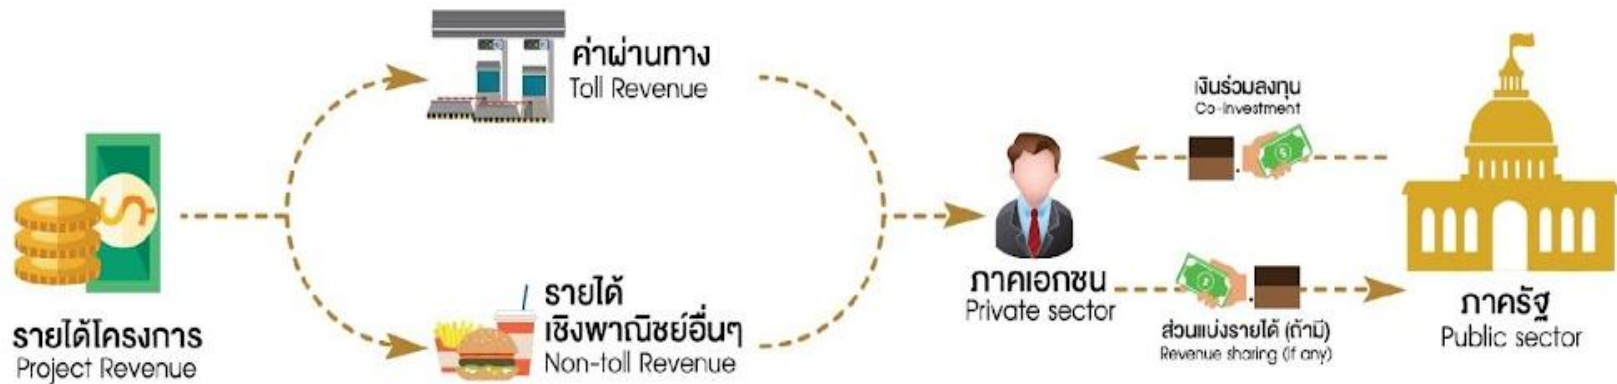 รายได้โครงการ
Project Revenue
ค่าผ่านทาง
Toll Revenue
รายได้
เชิงพาณิชย์อื่นๆ
Non-toll Revenue
ภาคเอกชน
Private sector
เงินร่วมลงทุน
Co-Investment
ส่วนแบ่งรายได้ (ถ้ามี)
Revenue sharing (if any)
ภาครัฐ
Public sector